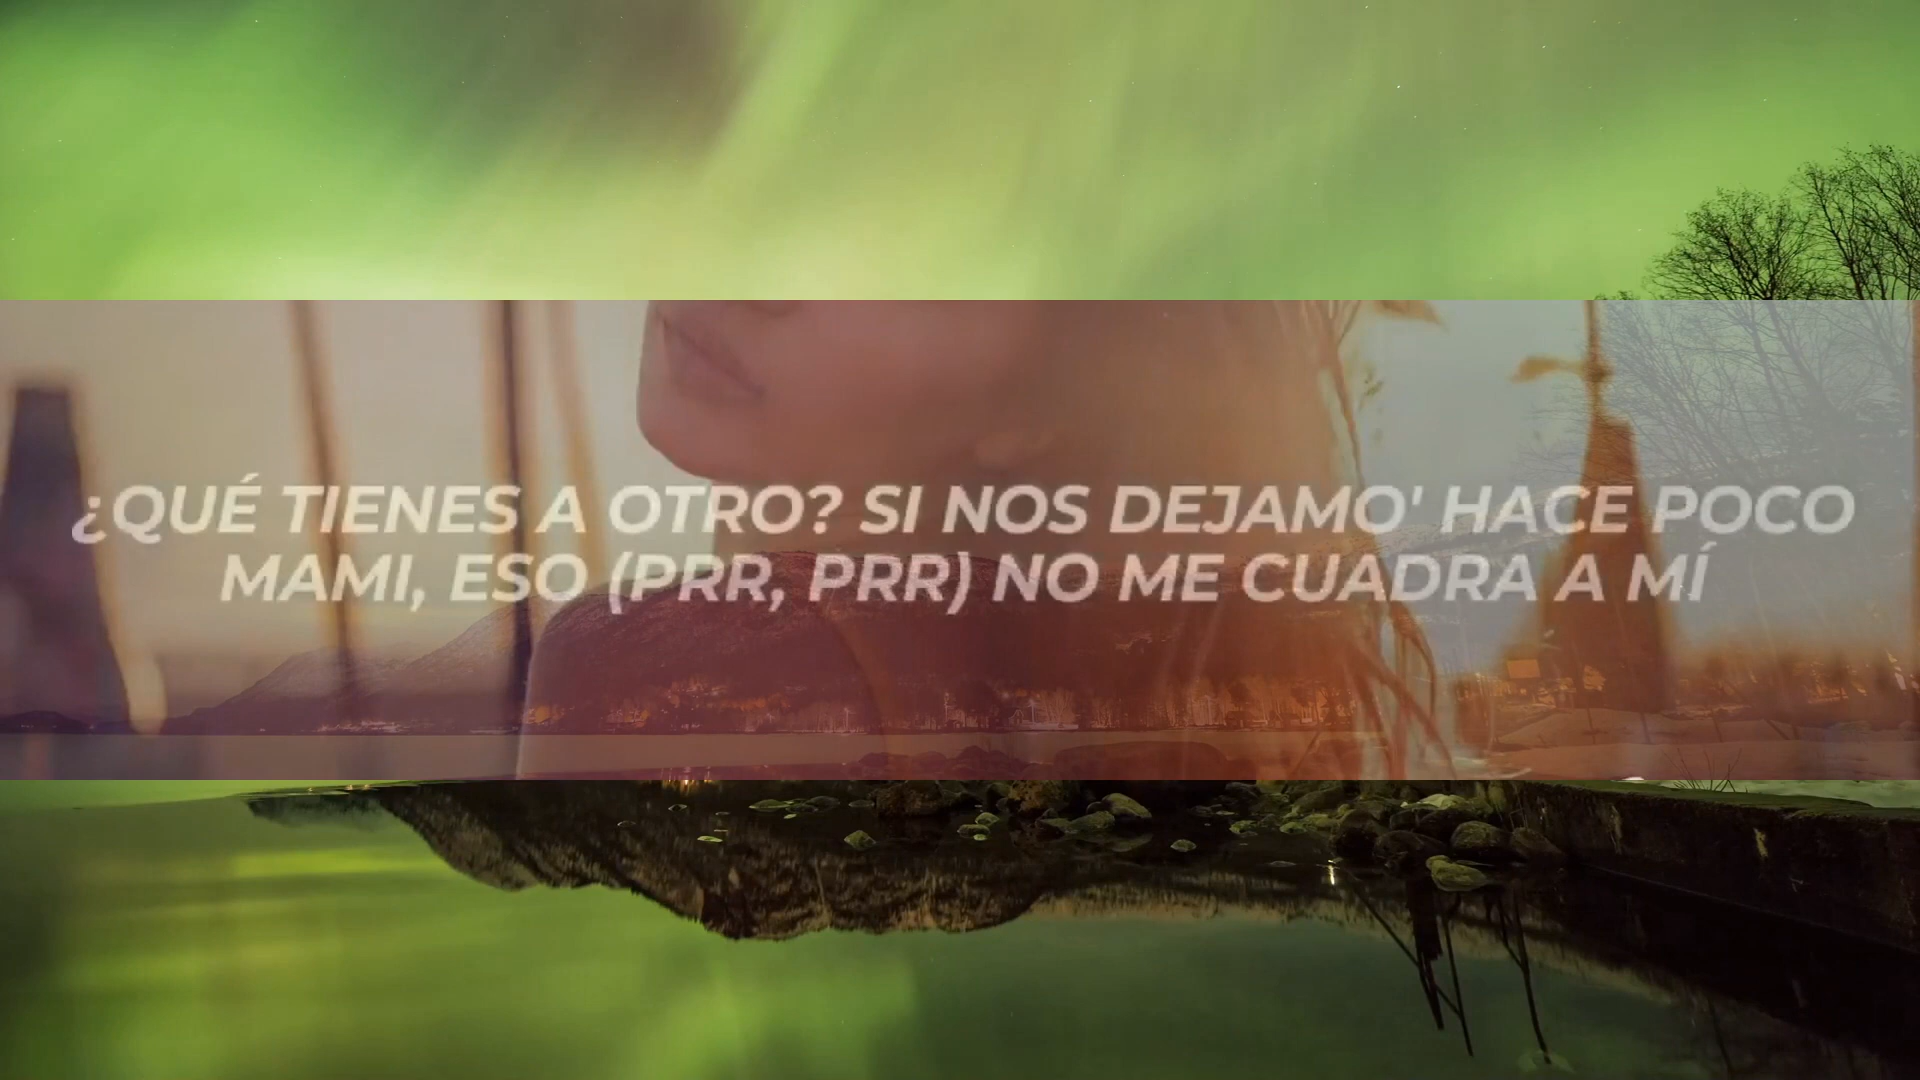 ¿QUÉ TIENES A OTRO? SI NOS DEJAMO' HACE POCO
MAMI, ESO (PRR, PRR) NO ME CUADRA A MÍ